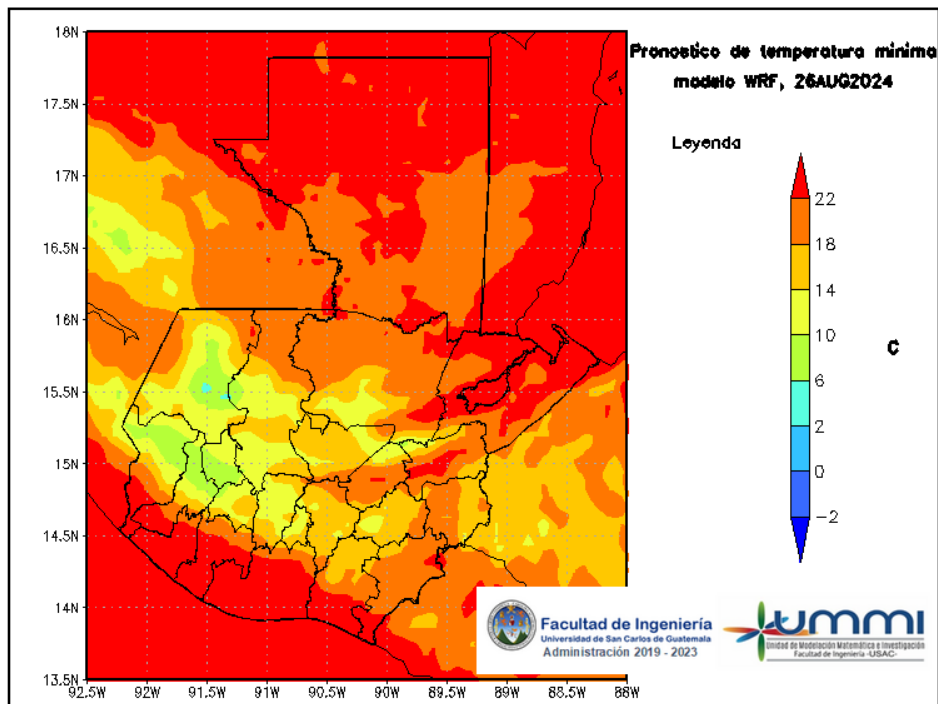 Pronostico de temperatura minima
modelo WRF, 26AUG2024
Leyenda
22
18
14
10
6
2
0
−2
C
18N
17.5N
17N
16.5N
16N
15.5N
15N
14.5N
14N
13.5N
92.5W
92W
91.5W
91W
90.5W
90W
89.5W
89W
88.5W
88W
Facultad de Ingeniería
Universidad de San Carlos de Guatemala
Administración 2019 - 2023
ummi
Unidad de Modelación Matemática e Investigación
Facultad de Ingeniería -USAC-